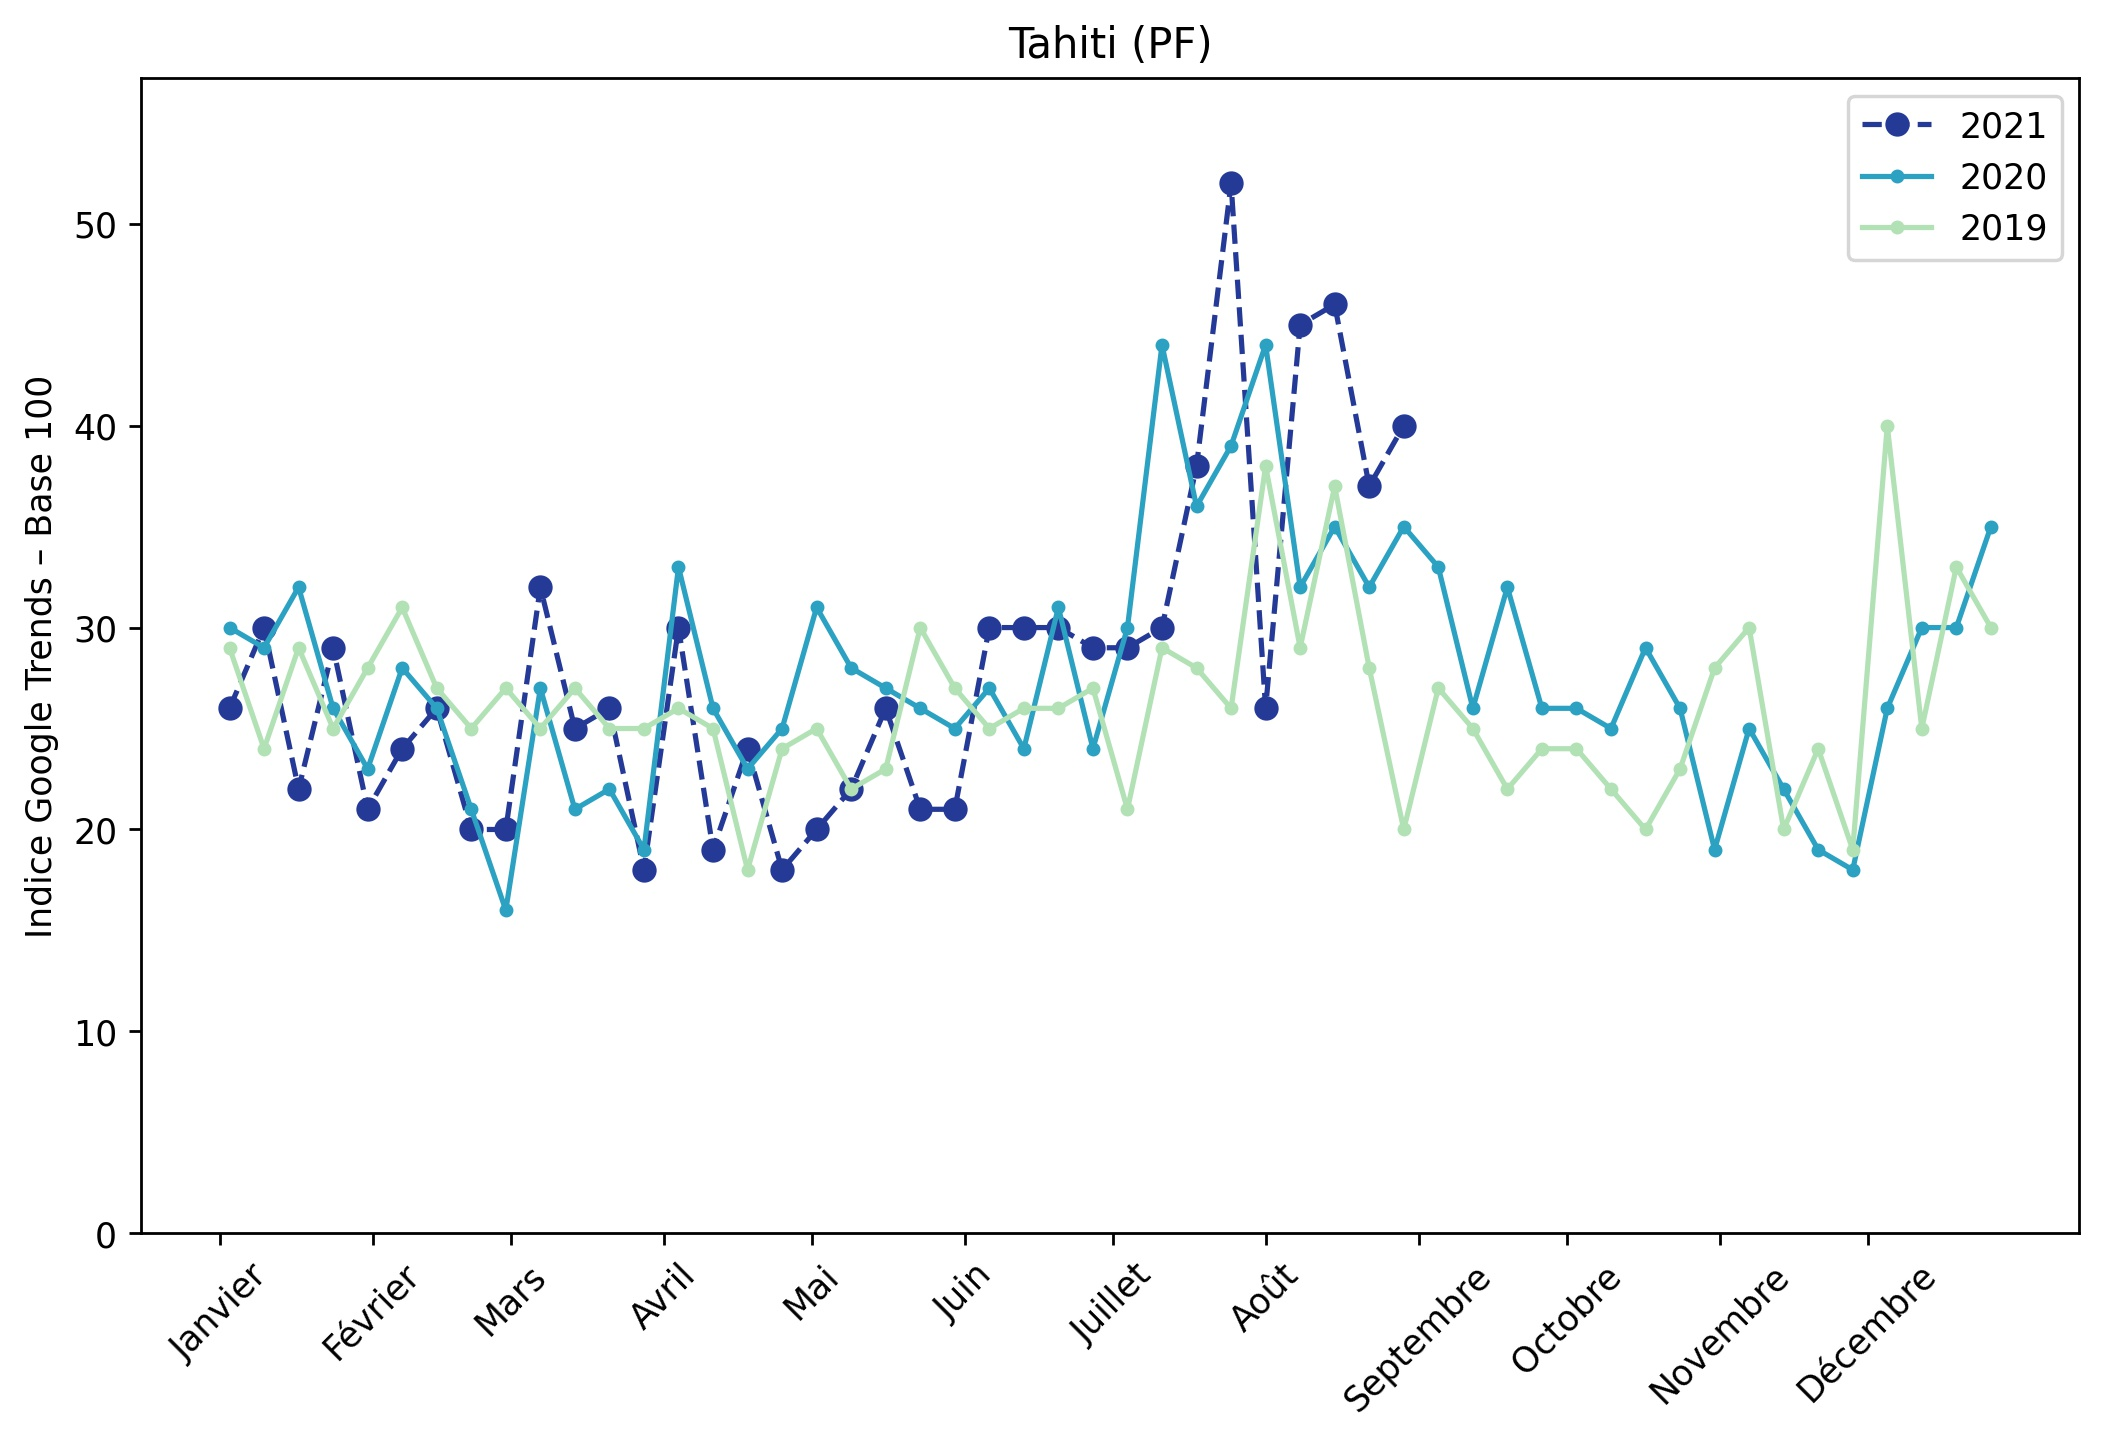 Tahiti (PF)
2021
2020
2019
Indice Google Trends – Base 100
50
40
30
20
10
0
Janvier
Février
Mars
Avril
Mai
Juin
Juillet
Août
Septembre
Octobre
Novembre
Décembre